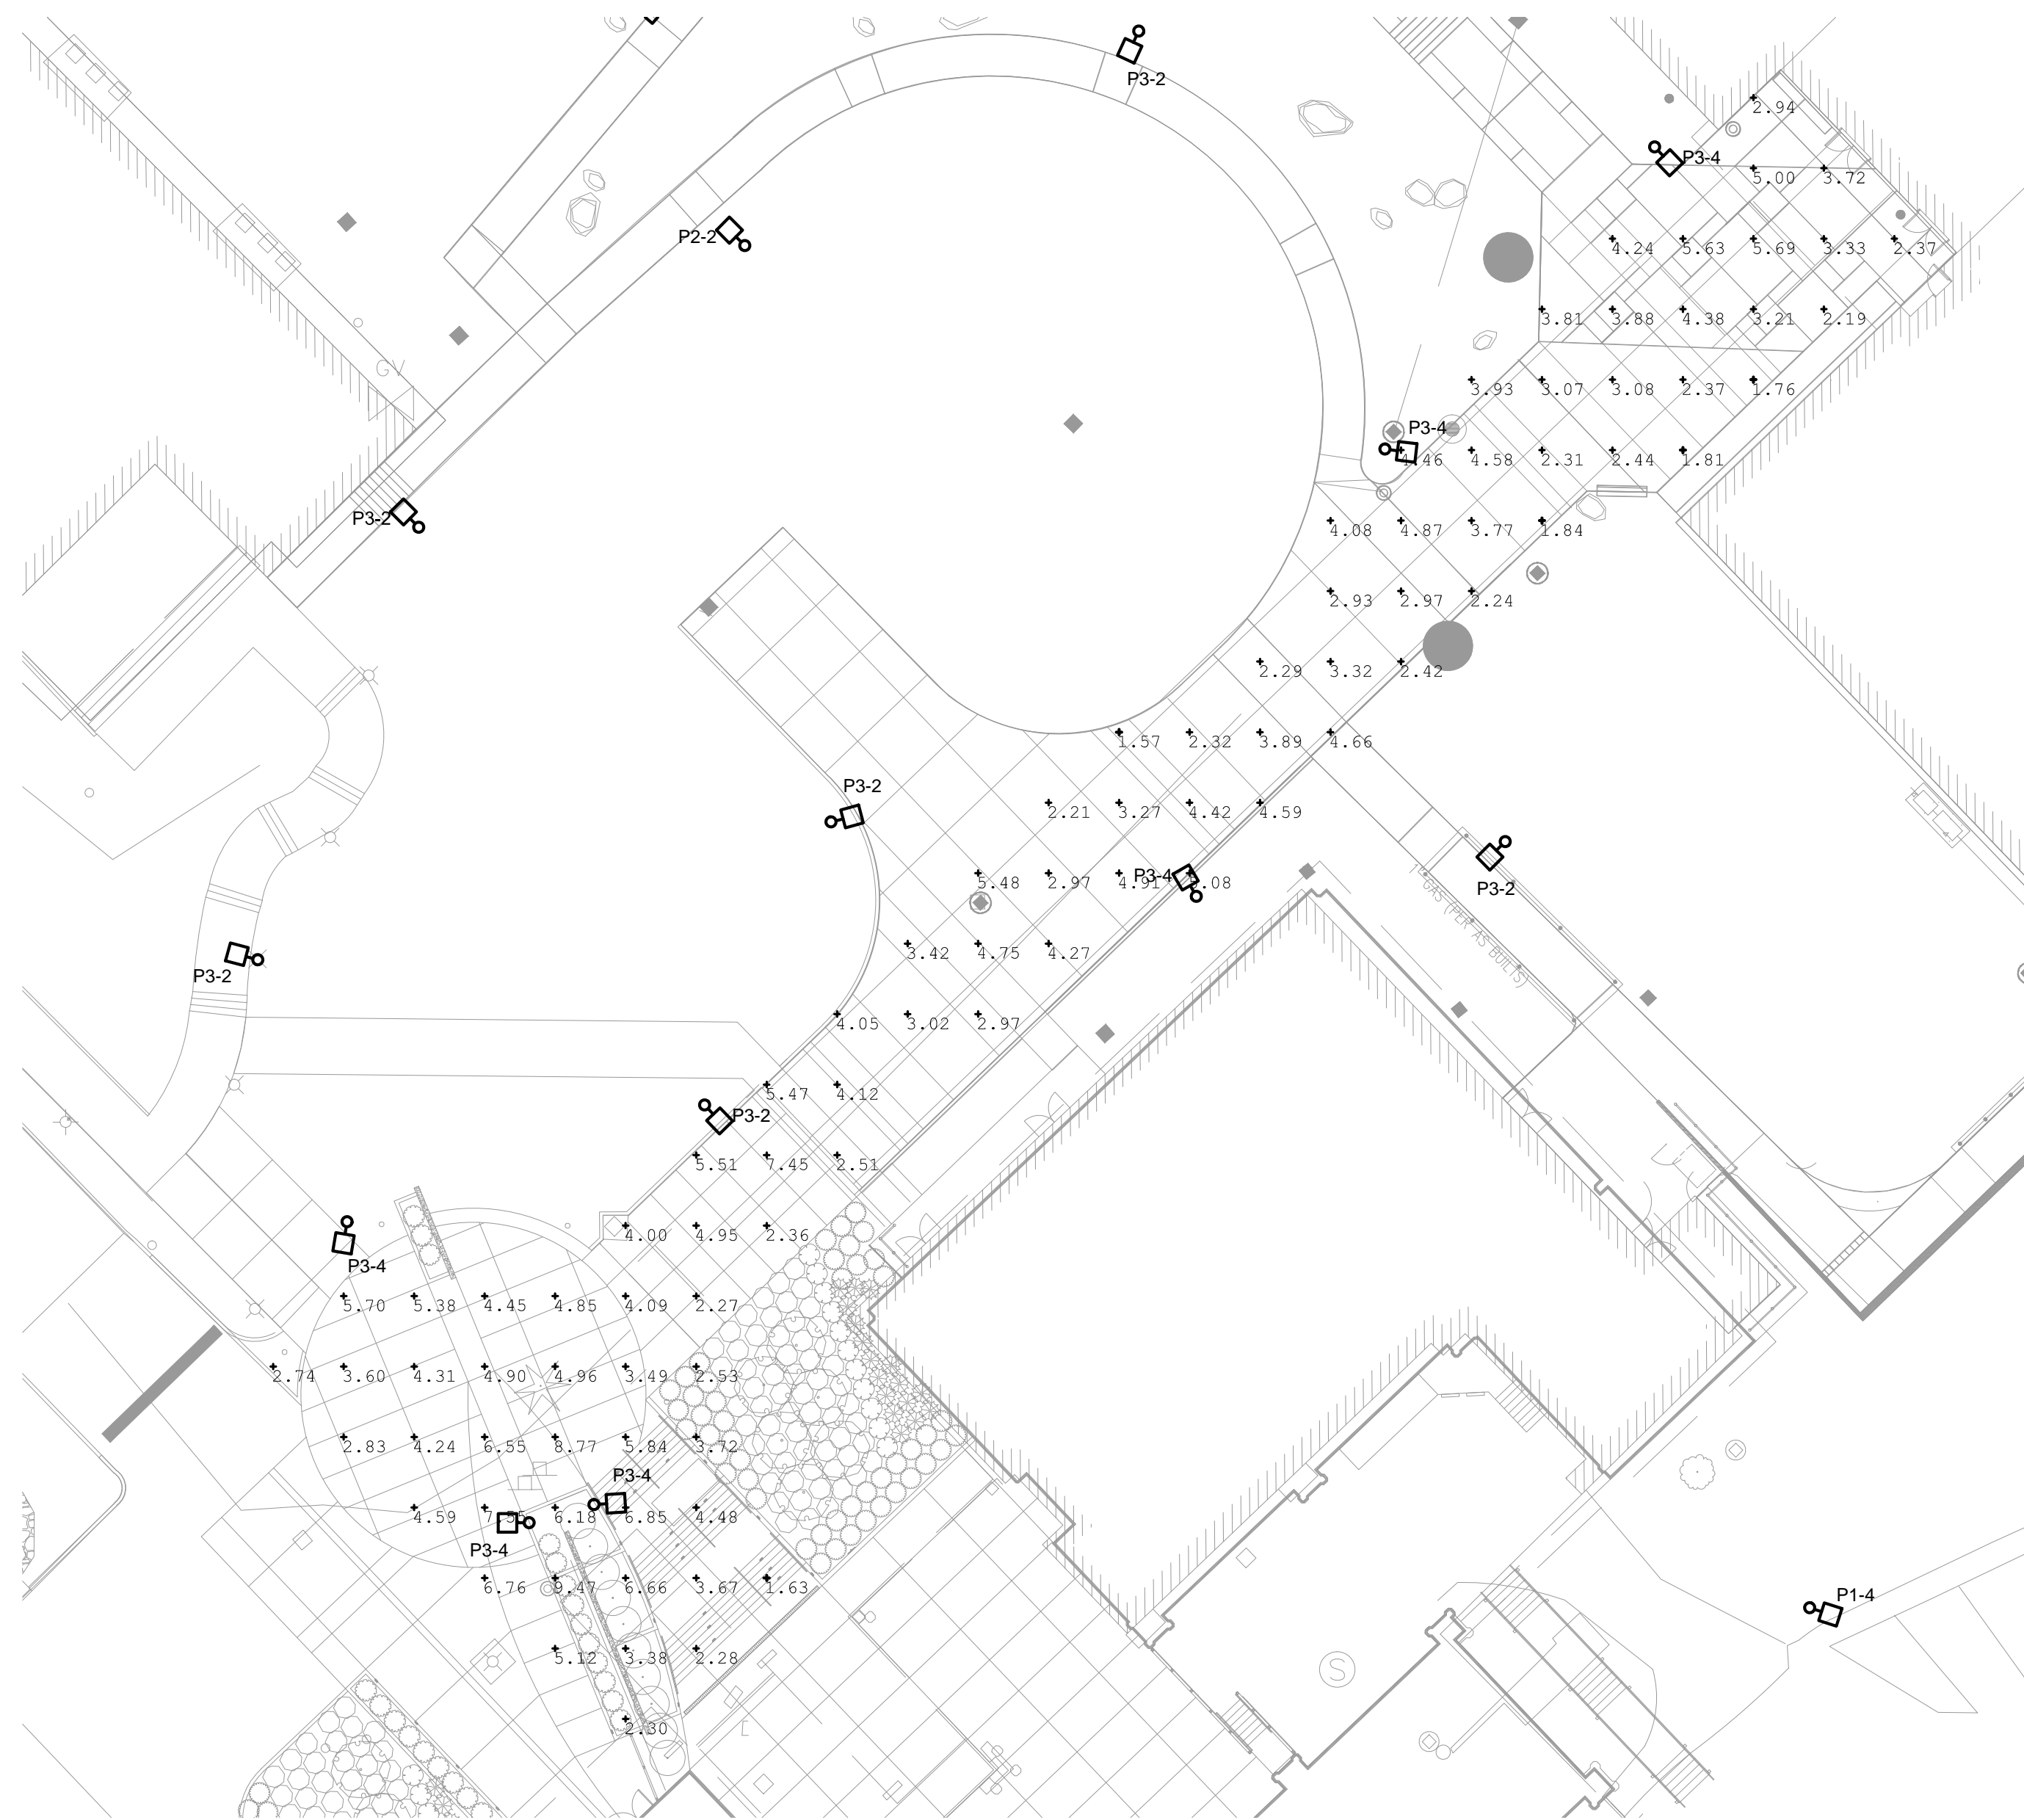 P3-2
2.94
P3-4
5.00 3.72
P2-2
4.24 5.63 5.69 3.33 2.37
3.81 3.88 4.38 3.21 2.19
GV
3.93 3.07 3.08 2.37 1.76
P3-4
4.46 4.58 2.31 2.44 1.81
P3-2
4.08 4.87 3.77 1.84
2.93 2.97 2.24
2.29 3.32 2.42
1.57 2.32 3.89 4.66
P3-2
2.21 3.27 4.42 4.59
P3-4
5.48 2.97 4.91 5.08
P3-2
GAS (PER AS BUILTS)
3.42 4.75 4.27
P3-2
4.05 3.02 2.97
5.47 4.12
P3-2
5.51 7.45 2.51
4.00 4.95 2.36
P3-4
5.70 5.38 4.45 4.85 4.09 2.27
2.74 3.60 4.31 4.90 4.96 3.49 2.53
2.83 4.24 6.55 8.77 5.84 3.72
P3-4
4.59 7.55 6.18 6.85 4.48
P3-4
6.76 9.47 6.66 3.67 1.63
P1-4
5.12 3.38 2.28
S
2.30